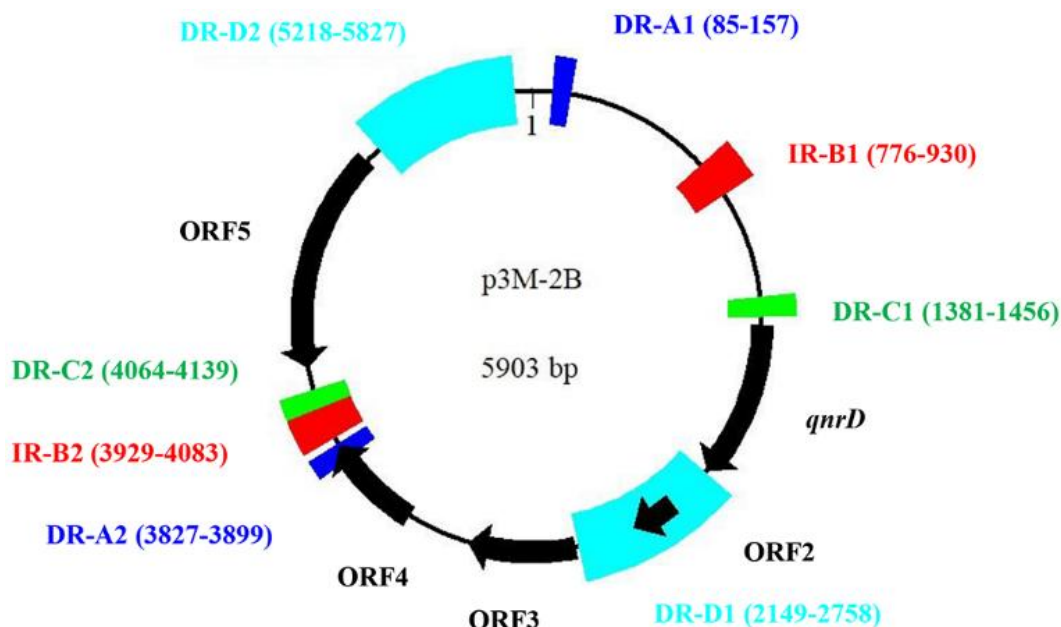 DR-D2 (5218-5827)
DR-A1 (85-157)
1
IR-B1 (776-930)
ORF5
p3M-2B
DR-C1 (1381-1456)
5903 bp
DR-C2 (4064-4139)
qnrD
IR-B2 (3929-4083)
DR-A2 (3827-3899)
ORF2
ORF4
ORF3
DR-D1 (2149-2758)